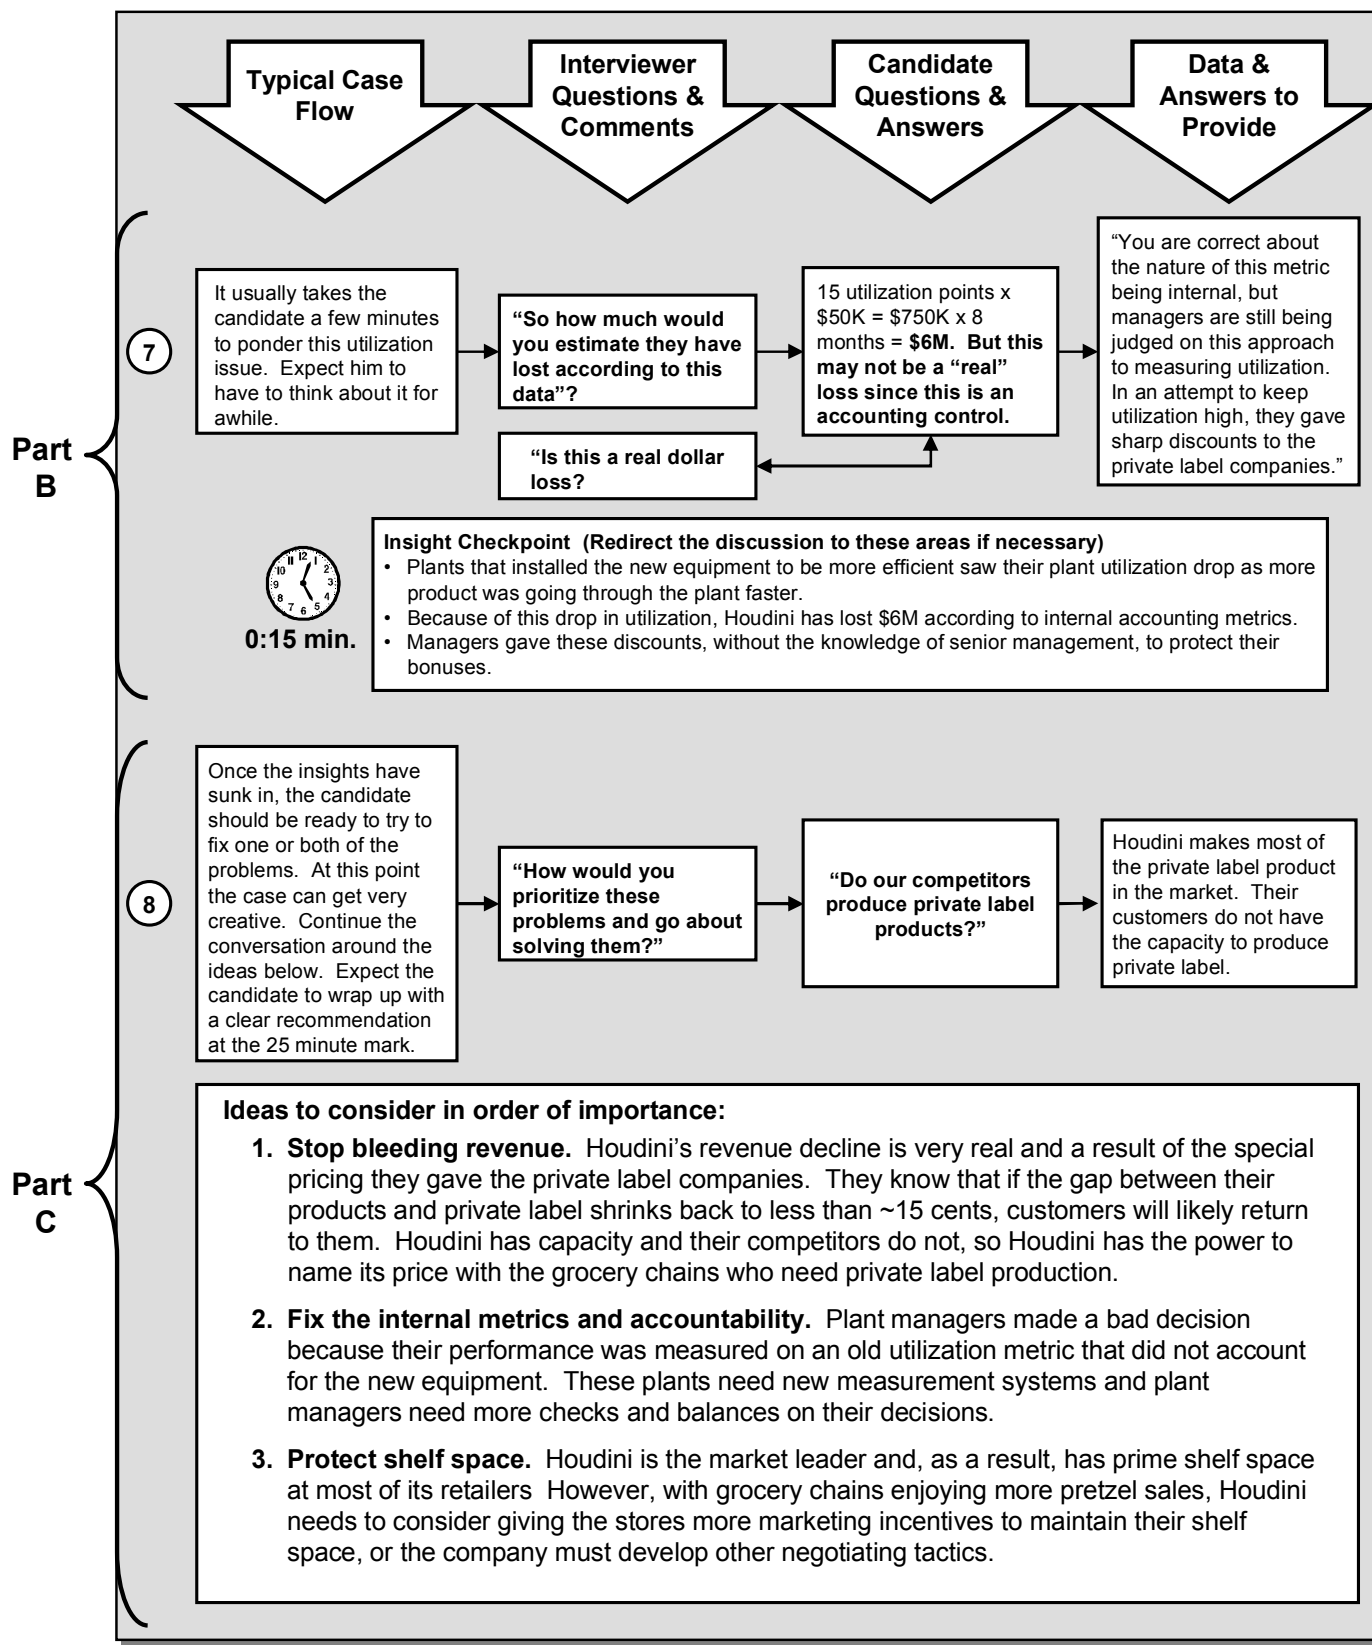 Typical Case
Flow
Interviewer
Questions &
Comments
Candidate
Questions &
Answers
Data &
Answers to
Provide
Part
B
7
It usually takes the
candidate a few minutes
to ponder this utilization
issue.  Expect him to
have to think about it for
awhile.
“So how much would
you estimate they have
lost according to this
data”?
15 utilization points x
$50K = $750K x 8
months = $6M.  But this
may not be a “real”
loss since this is an
accounting control.
“You are correct about
the nature of this metric
being internal, but
managers are still being
judged on this approach
to measuring utilization.
In an attempt to keep
utilization high, they gave
sharp discounts to the
private label companies.”
“Is this a real dollar
loss?
12
1
2
3
4
5
6
7
8
9
10
11
0:15 min.
Insight Checkpoint  (Redirect the discussion to these areas if necessary)
• Plants that installed the new equipment to be more efficient saw their plant utilization drop as more
product was going through the plant faster.
• Because of this drop in utilization, Houdini has lost $6M according to internal accounting metrics.
• Managers gave these discounts, without the knowledge of senior management, to protect their
bonuses.
Part
C
8
Once the insights have
sunk in, the candidate
should be ready to try to
fix one or both of the
problems.  At this point
the case can get very
creative.  Continue the
conversation around the
ideas below.  Expect the
candidate to wrap up with
a clear recommendation
at the 25 minute mark.
“How would you
prioritize these
problems and go about
solving them?”
“Do our competitors
produce private label
products?”
Houdini makes most of
the private label product
in the market.  Their
customers do not have
the capacity to produce
private label.
Ideas to consider in order of importance:
1. Stop bleeding revenue.  Houdini’s revenue decline is very real and a result of the special
pricing they gave the private label companies.  They know that if the gap between their
products and private label shrinks back to less than ~15 cents, customers will likely return
to them.  Houdini has capacity and their competitors do not, so Houdini has the power to
name its price with the grocery chains who need private label production.
2. Fix the internal metrics and accountability.  Plant managers made a bad decision
because their performance was measured on an old utilization metric that did not account
for the new equipment.  These plants need new measurement systems and plant
managers need more checks and balances on their decisions.
3. Protect shelf space.  Houdini is the market leader and, as a result, has prime shelf space
at most of its retailers  However, with grocery chains enjoying more pretzel sales, Houdini
needs to consider giving the stores more marketing incentives to maintain their shelf
space, or the company must develop other negotiating tactics.